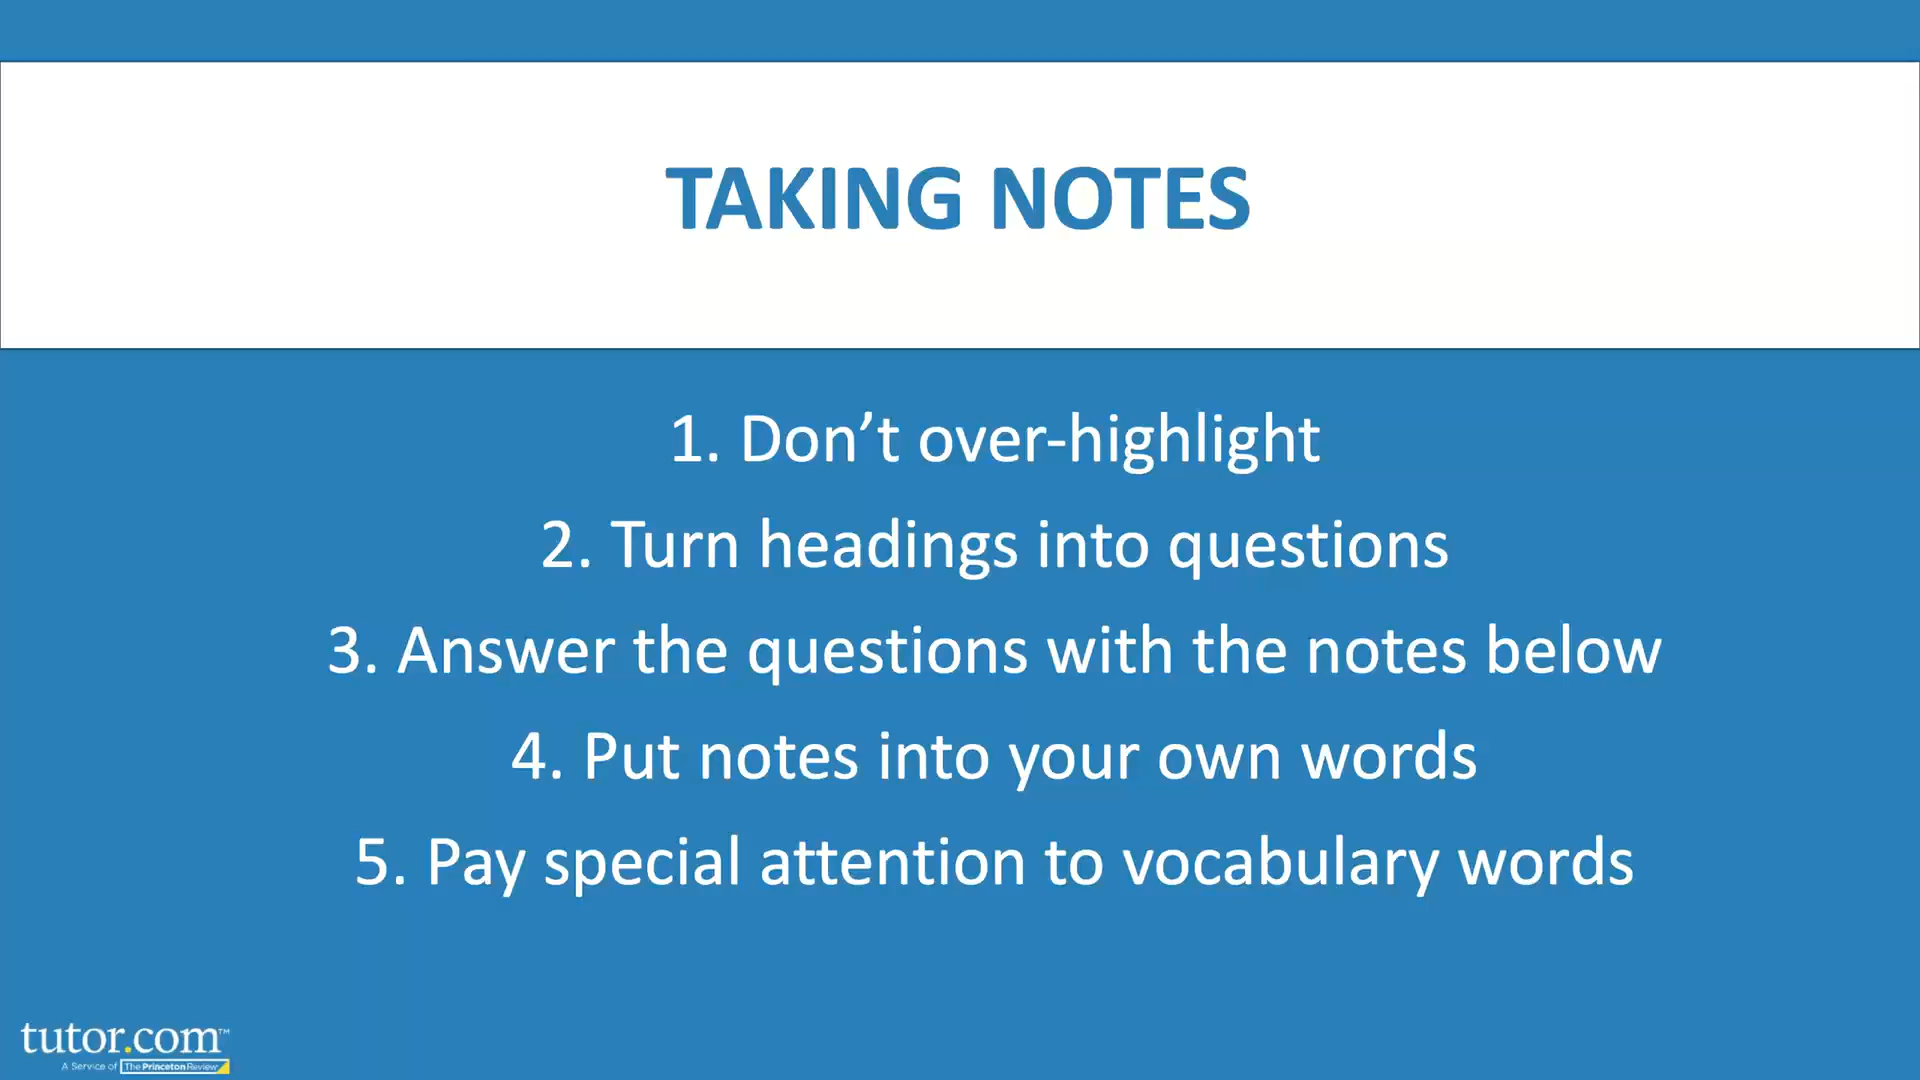 TAKING NOTES
1. Don’t over-highlight
2. Turn headings into questions
3. Answer the questions with the notes below
4. Put notes into your own words
5. Pay special attention to vocabulary words
tutor.com™
A Service of The Princeton Review